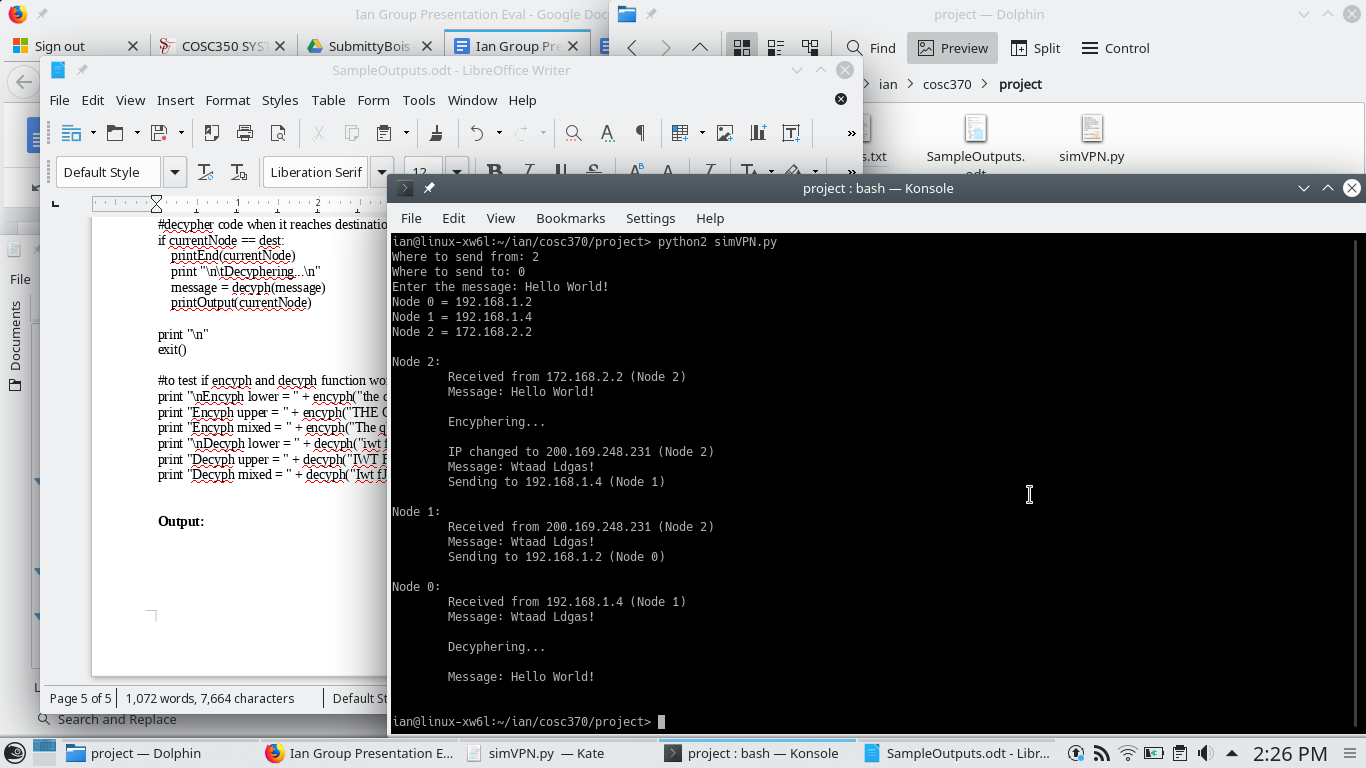 Ian Group Presentation Eval - Google Doc
project — Dolphin
Sign out
COSC350 SYST
SubmittyBois
Ian Group Pre
Find
Preview
Split
Control
ian
cosc370
project
s.txt
SampleOutputs.odt
simVPN.py
SampleOutputs.odt - LibreOffice Writer
File Edit View Insert Format Styles Table Form Tools Window Help
Default Style
Liberation Serif
12
1 2
File
Documents
#decypher code when it reaches destinatio
if currentNode == dest:
printEnd(currentNode)
print "\n\tDecyphering...\n"
message = decyph(message)
printOutput(currentNode)
print "\n"
exit()
#to test if encyph and decyph function wo
print "\nEncyph lower = " + encyph("the q
print "Encyph upper = " + encyph("THE Q
print "Encyph mixed = " + encyph("The q
print "\nDecyph lower = " + decyph("iwt f
print "Decyph upper = " + decyph("IWT F
print "Decyph mixed = " + decyph("Iwt fJ
Output:
Page 5 of 5
1,072 words, 7,664 characters
Default St
Search and Replace
project : bash — Konsole
File Edit View Bookmarks Settings Help
ian@linux-xw6l:~/ian/cosc370/project> python2 simVPN.py
Where to send from: 2
Where to send to: 0
Enter the message: Hello World!
Node 0 = 192.168.1.2
Node 1 = 192.168.1.4
Node 2 = 172.168.2.2
Node 2:
Received from 172.168.2.2 (Node 2)
Message: Hello World!
Encyphering...
IP changed to 200.169.248.231 (Node 2)
Message: Wtaad Ldgas!
Sending to 192.168.1.4 (Node 1)
Node 1:
Received from 200.169.248.231 (Node 2)
Message: Wtaad Ldgas!
Sending to 192.168.1.2 (Node 0)
Node 0:
Received from 192.168.1.4 (Node 1)
Message: Wtaad Ldgas!
Decyphering...
Message: Hello World!
ian@linux-xw6l:~/ian/cosc370/project>
project — Dolphin
Ian Group Presentation E...
simVPN.py — Kate
project : bash — Konsole
SampleOutputs.odt - Libr...
2:26 PM